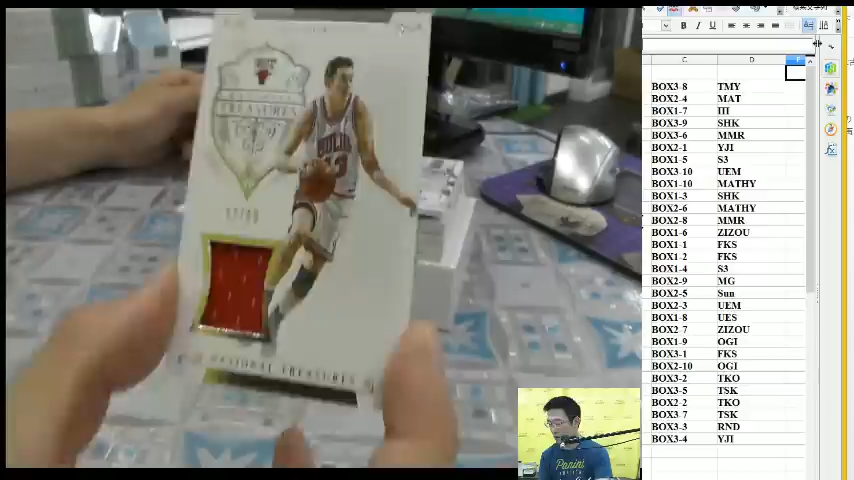 TREASURES
BULLS
13
NATIONAL TREASURES
Panini
B I U
C D
BOX3-8 TMY
BOX2-4 MAT
BOX1-7 III
BOX3-9 SHK
BOX3-6 MMR
BOX2-1 YJI
BOX1-5 S3
BOX3-10 UEM
BOX1-10 MATHY
BOX1-3 SHK
BOX2-6 MATHY
BOX2-8 MMR
BOX1-6 ZIZOU
BOX1-1 FKS
BOX1-2 FKS
BOX1-4 S3
BOX2-9 MG
BOX2-5 Sun
BOX2-3 UEM
BOX1-8 UES
BOX2-7 ZIZOU
BOX1-9 OGI
BOX3-1 FKS
BOX2-10 OGI
BOX3-2 TKO
BOX3-5 TSK
BOX2-2 TKO
BOX3-7 TSK
BOX3-3 RND
BOX3-4 YJI